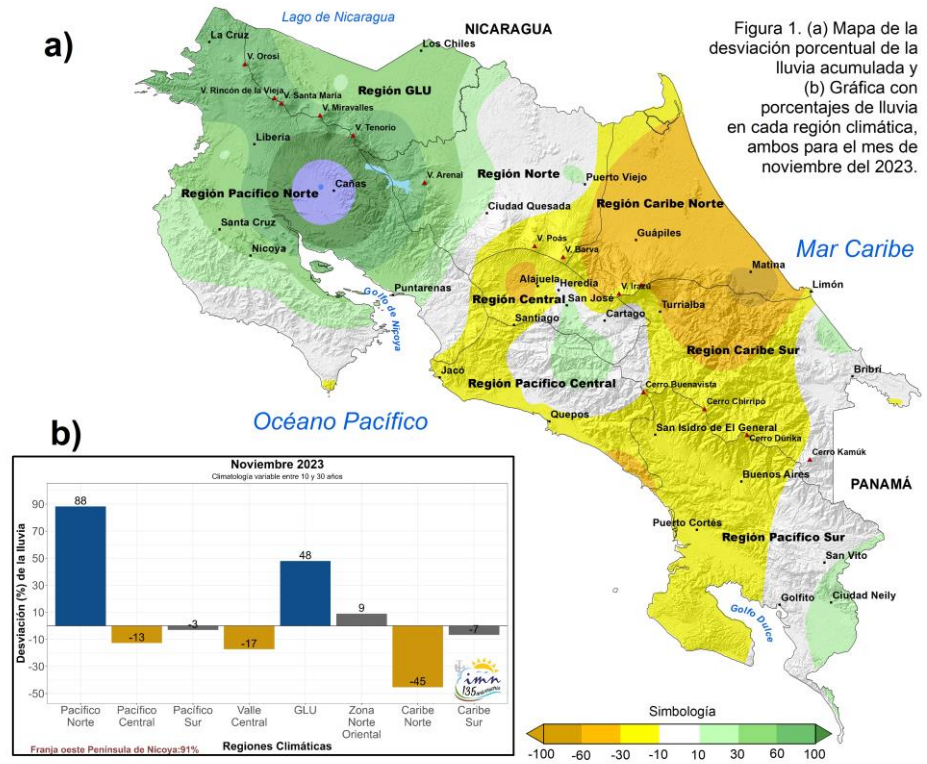 a)
Lago de Nicaragua
NICARAGUA
Figura 1. (a) Mapa de la
desviación porcentual de la
lluvia acumulada y
(b) Gráfica con
porcentajes de lluvia
en cada región climática,
ambos para el mes de
noviembre del 2023.
La Cruz
Los Chiles
V. Orosi
V. Rincón de la Vieja
V. Santa María
Región GLU
V. Miravalles
V. Tenorio
Liberia
Región Pacífico Norte
Cañas
V. Arenal
Región Norte
Puerto Viejo
Ciudad Quesada
Región Caribe Norte
Santa Cruz
Nicoya
Guápiles
V. Poás
V. Barva
Mar Caribe
Matina
Puntarenas
Golfo de Nicoya
Alajuela
Heredia
V. Irazú
Limón
Región Central
San José
Turrialba
Santiago
Cartago
Región Caribe Sur
Jacó
Región Pacífico Central
Bribrí
Cerro Buenavista
Cerro Chirripó
Océano Pacífico
Quepos
San Isidro de El General
Cerro Dúrika
Cerro Kamúk
Buenos Aires
PANAMÁ
Puerto Cortés
Región Pacífico Sur
San Vito
Golfito
Ciudad Neily
Golfo Dulce
b)
Noviembre 2023
Climatología variable entre 10 y 30 años
Desviación (%) de la lluvia
90
70
50
30
10
-10
-30
-50
88
-13
-3
-17
48
9
-45
-7
Pacífico
Norte
Pacífico
Central
Pacífico
Sur
Valle
Central
GLU
Zona
Norte
Oriental
Caribe
Norte
Caribe
Sur
imn
135 aniversario
Franja oeste Península de Nicoya:91%
Regiones Climáticas
Simbología
-100 -60 -30 -10 10 30 60 100